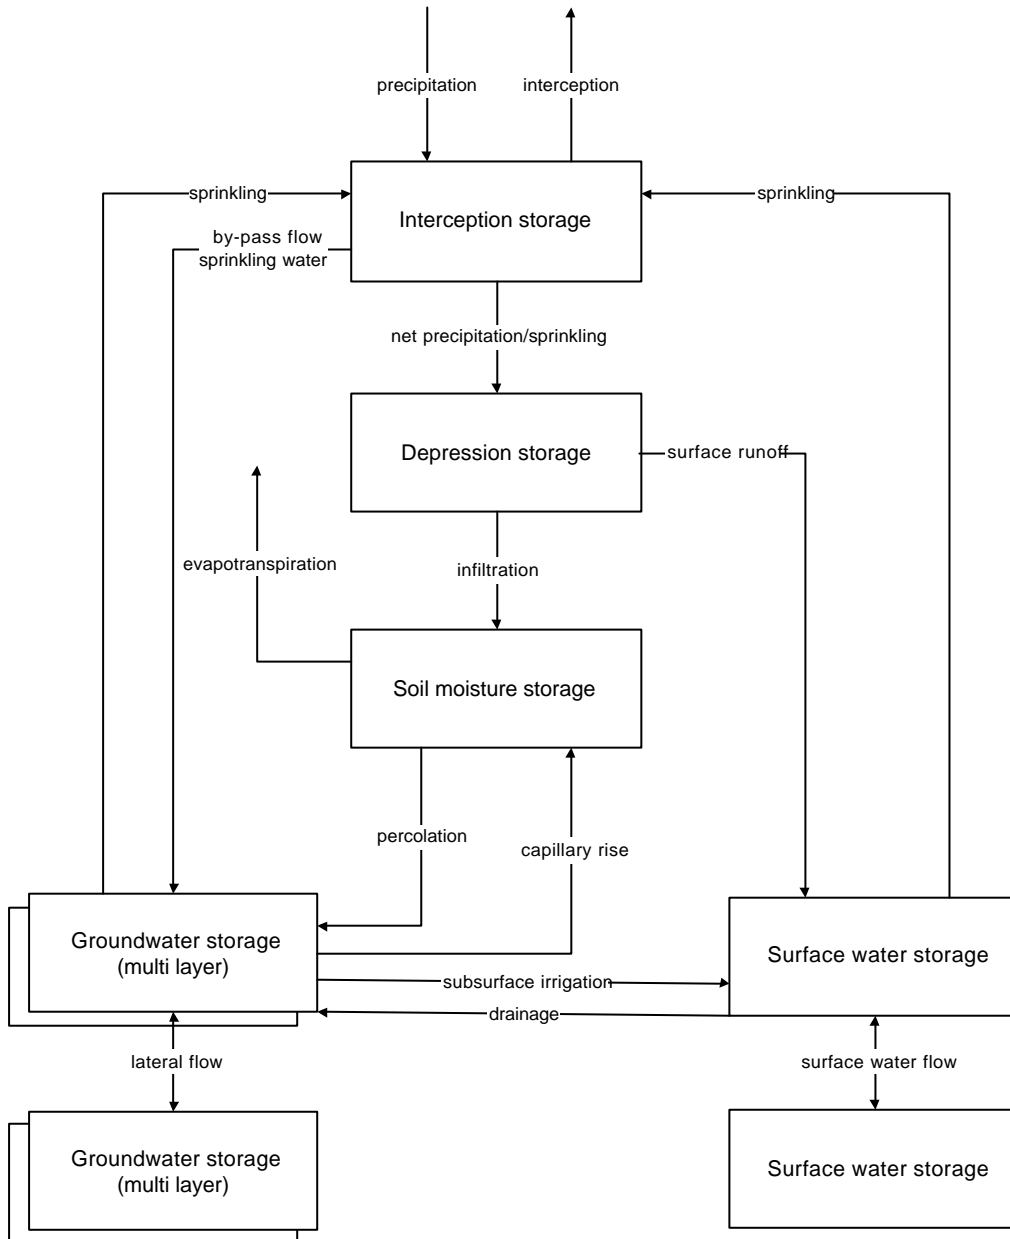 precipitation
interception
sprinkling
sprinkling
Interception storage
by-pass flow
sprinkling water
net precipitation/sprinkling
Depression storage
surface runoff
evapotranspiration
infiltration
Soil moisture storage
percolation
capillary rise
Groundwater storage
(multi layer)
Surface water storage
subsurface irrigation
drainage
lateral flow
surface water flow
Groundwater storage
(multi layer)
Surface water storage